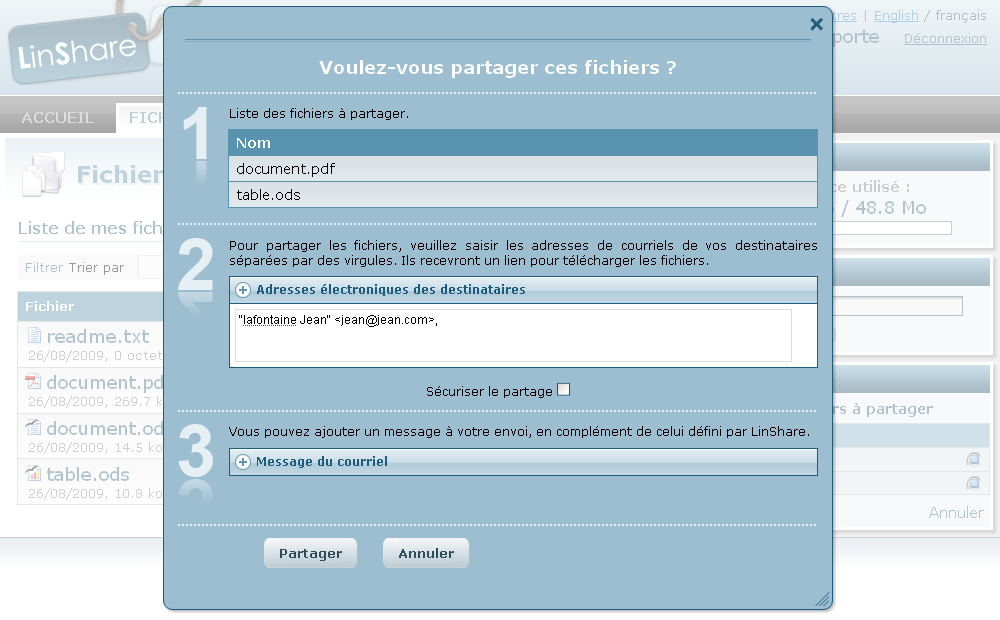 LinShare
tres | English / français
porte Déconnexion
ACCUEIL FICH
Voulez-vous partager ces fichiers ?
1
Liste des fichiers à partager.
Nom
document.pdf
table.ods
2
Pour partager les fichiers, veuillez saisir les adresses de courriels de vos destinataires
séparées par des virgules. Ils recevront un lien pour télécharger les fichiers.
Adresses électroniques des destinataires
"lafontaine Jean" <jean@jean.com>,
Sécuriser le partage
3
Vous pouvez ajouter un message à votre envoi, en complément de celui défini par LinShare.
Message du courriel
Partager Annuler
Fichier
Liste de mes fich
Filtrer Trier par
Fichier
readme.txt
26/08/2009, 0 octet
document.pd
26/08/2009, 269.7 k
document.od
26/08/2009, 14.5 ko
table.ods
26/08/2009, 10.8 ko
ce utilisé :
/ 48.8 Mo
rs à partager
Annuler